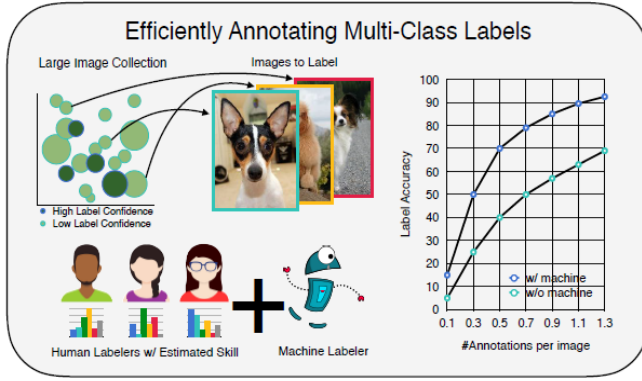 Efficiently Annotating Multi-Class Labels
Large Image Collection
Images to Label
High Label Confidence
Low Label Confidence
Human Labelers w/ Estimated Skill
Machine Labeler
Label Accuracy
100
90
80
70
60
50
40
30
20
10
0
w/ machine
w/o machine
0.1 0.3 0.5 0.7 0.9 1.1 1.3
#Annotations per image